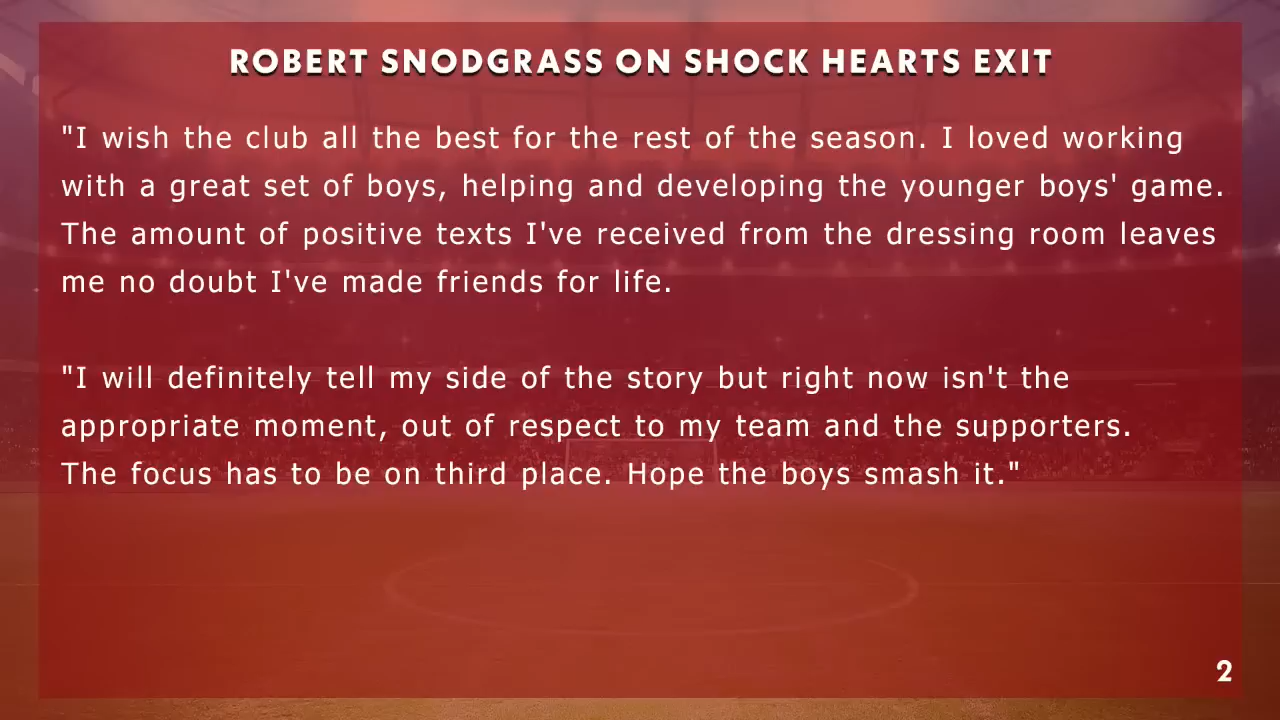 ROBERT SNODGRASS ON SHOCK HEARTS EXIT
"I wish the club all the best for the rest of the season. I loved working
with a great set of boys, helping and developing the younger boys' game.
The amount of positive texts I've received from the dressing room leaves
me no doubt I've made friends for life.
"I will definitely tell my side of the story but right now isn't the
appropriate moment, out of respect to my team and the supporters.
The focus has to be on third place. Hope the boys smash it."
2